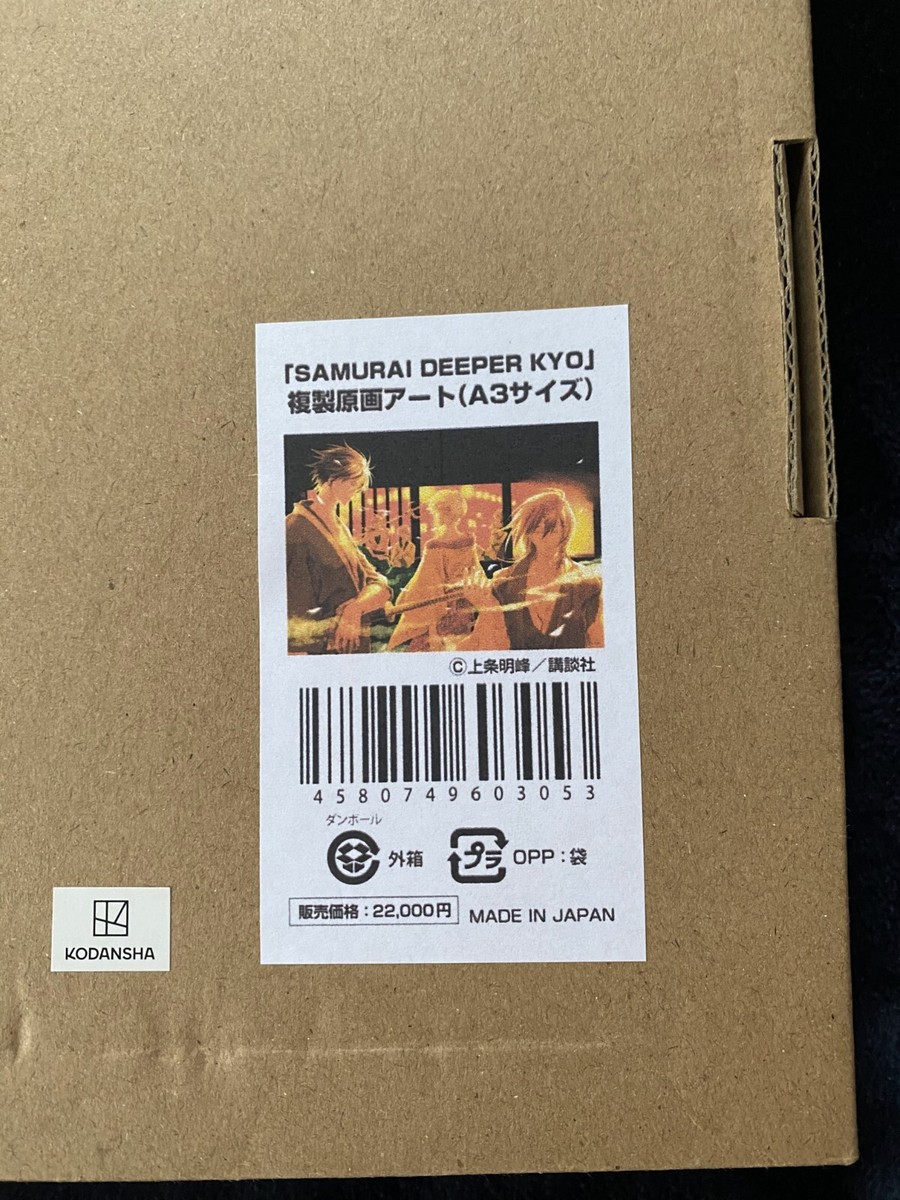 「SAMURAI DEEPER KYO」
複製原画アート(A3サイズ)
©上条明峰/講談社
4580749603053
ダンボール
外箱
プラ
OPP:袋
販売価格:22,000円
MADE IN JAPAN
KODANSHA